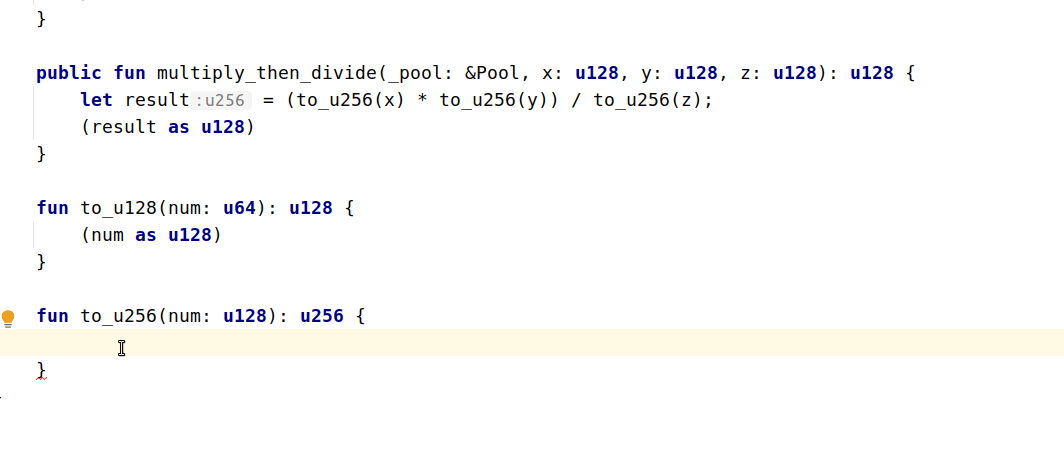 }
public fun multiply_then_divide(_pool: &Pool, x: u128, y: u128, z: u128): u128 {
let result :u256 = (to_u256(x) * to_u256(y)) / to_u256(z);
(result as u128)
}
fun to_u128(num: u64): u128 {
(num as u128)
}
fun to_u256(num: u128): u256 {
}